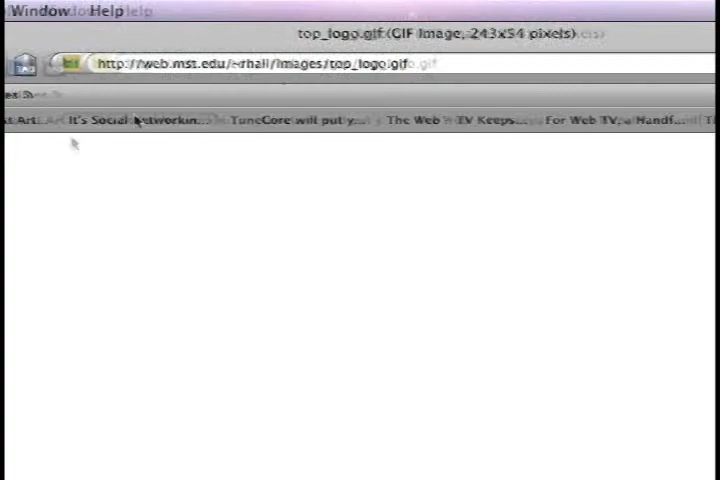 Window Help
top_logo.gif (GIF Image, 243x54 pixels)
http://web.mst.edu/~rhall/images/top_logo.gif
It's Social Networkin... TuneCore will put y... The Web TV Keeps... For Web TV, a Handf...